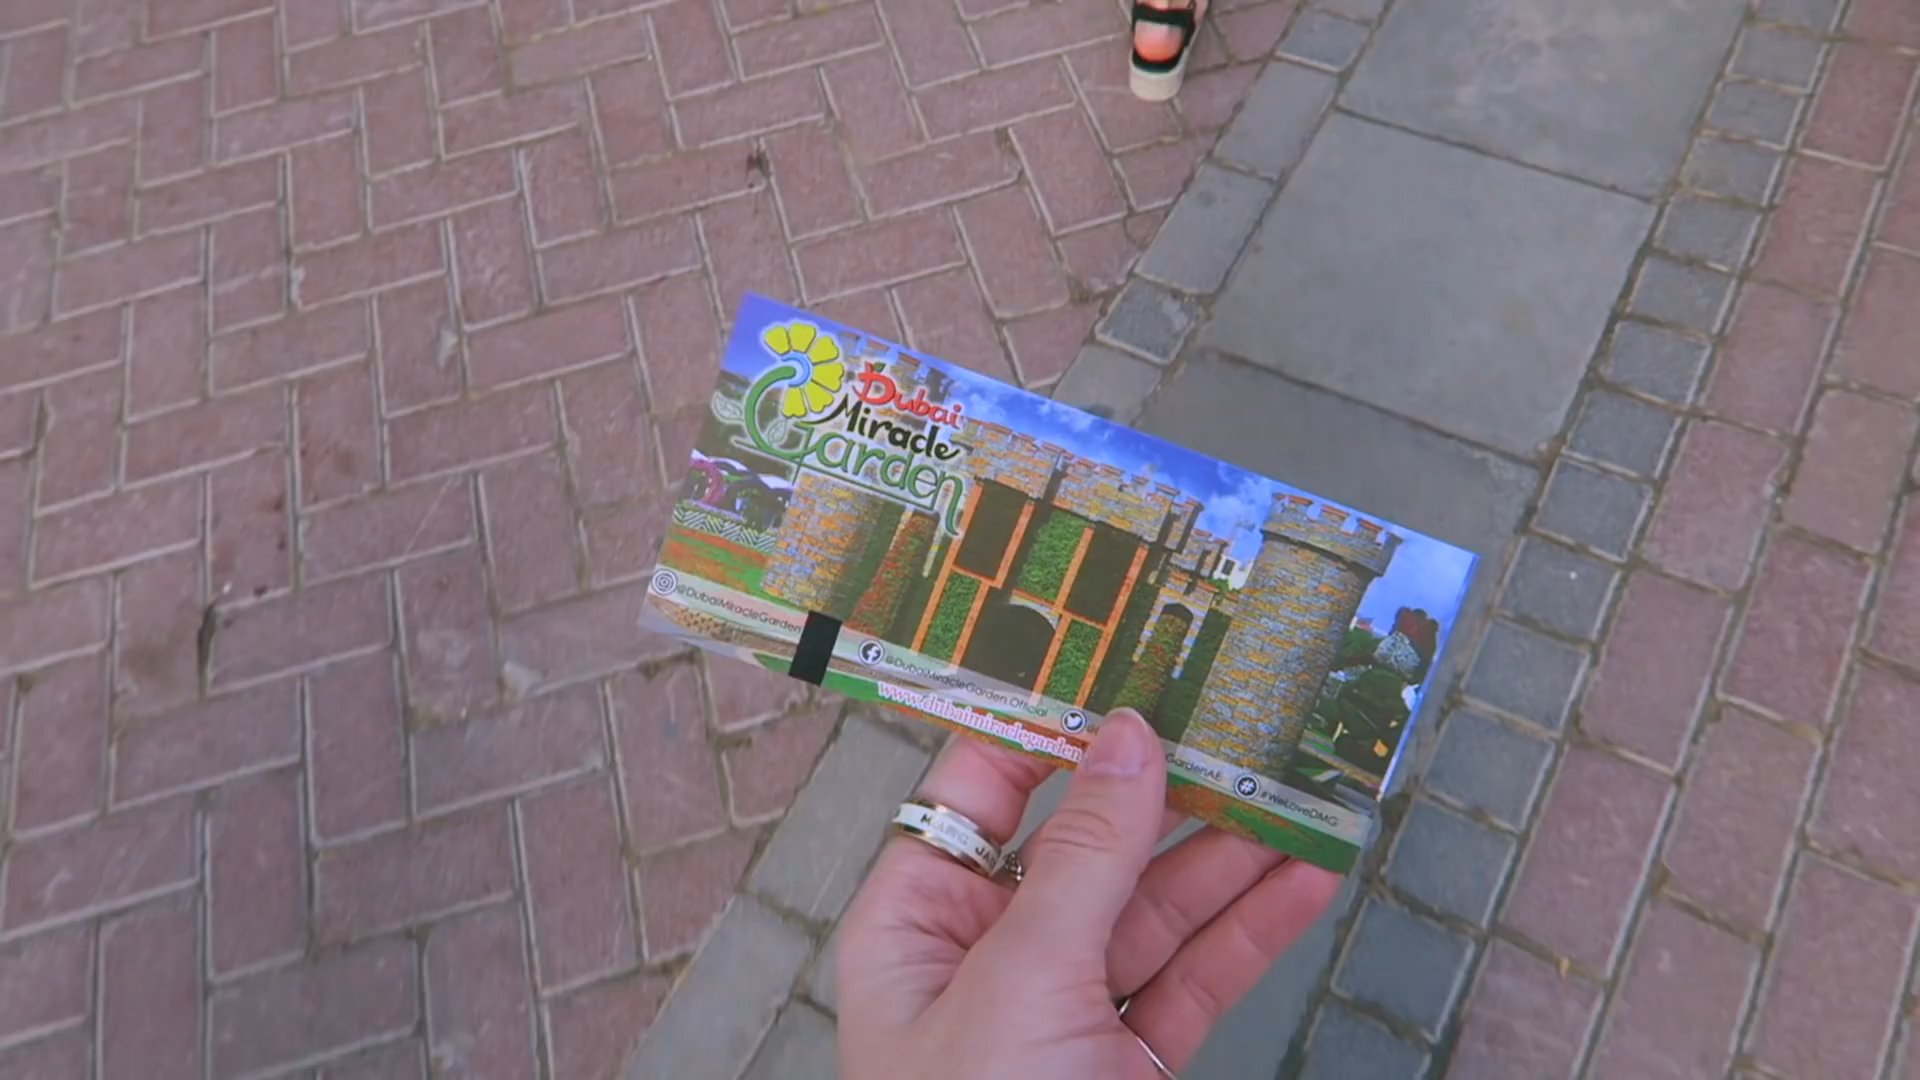 Dubai
Miracle
Garden
@DubaiMiracleGarden
@DubaiMiracleGarden.Official
GardenAE
#WeLoveDMG
www.dubaimiraclegarden
MARC JA